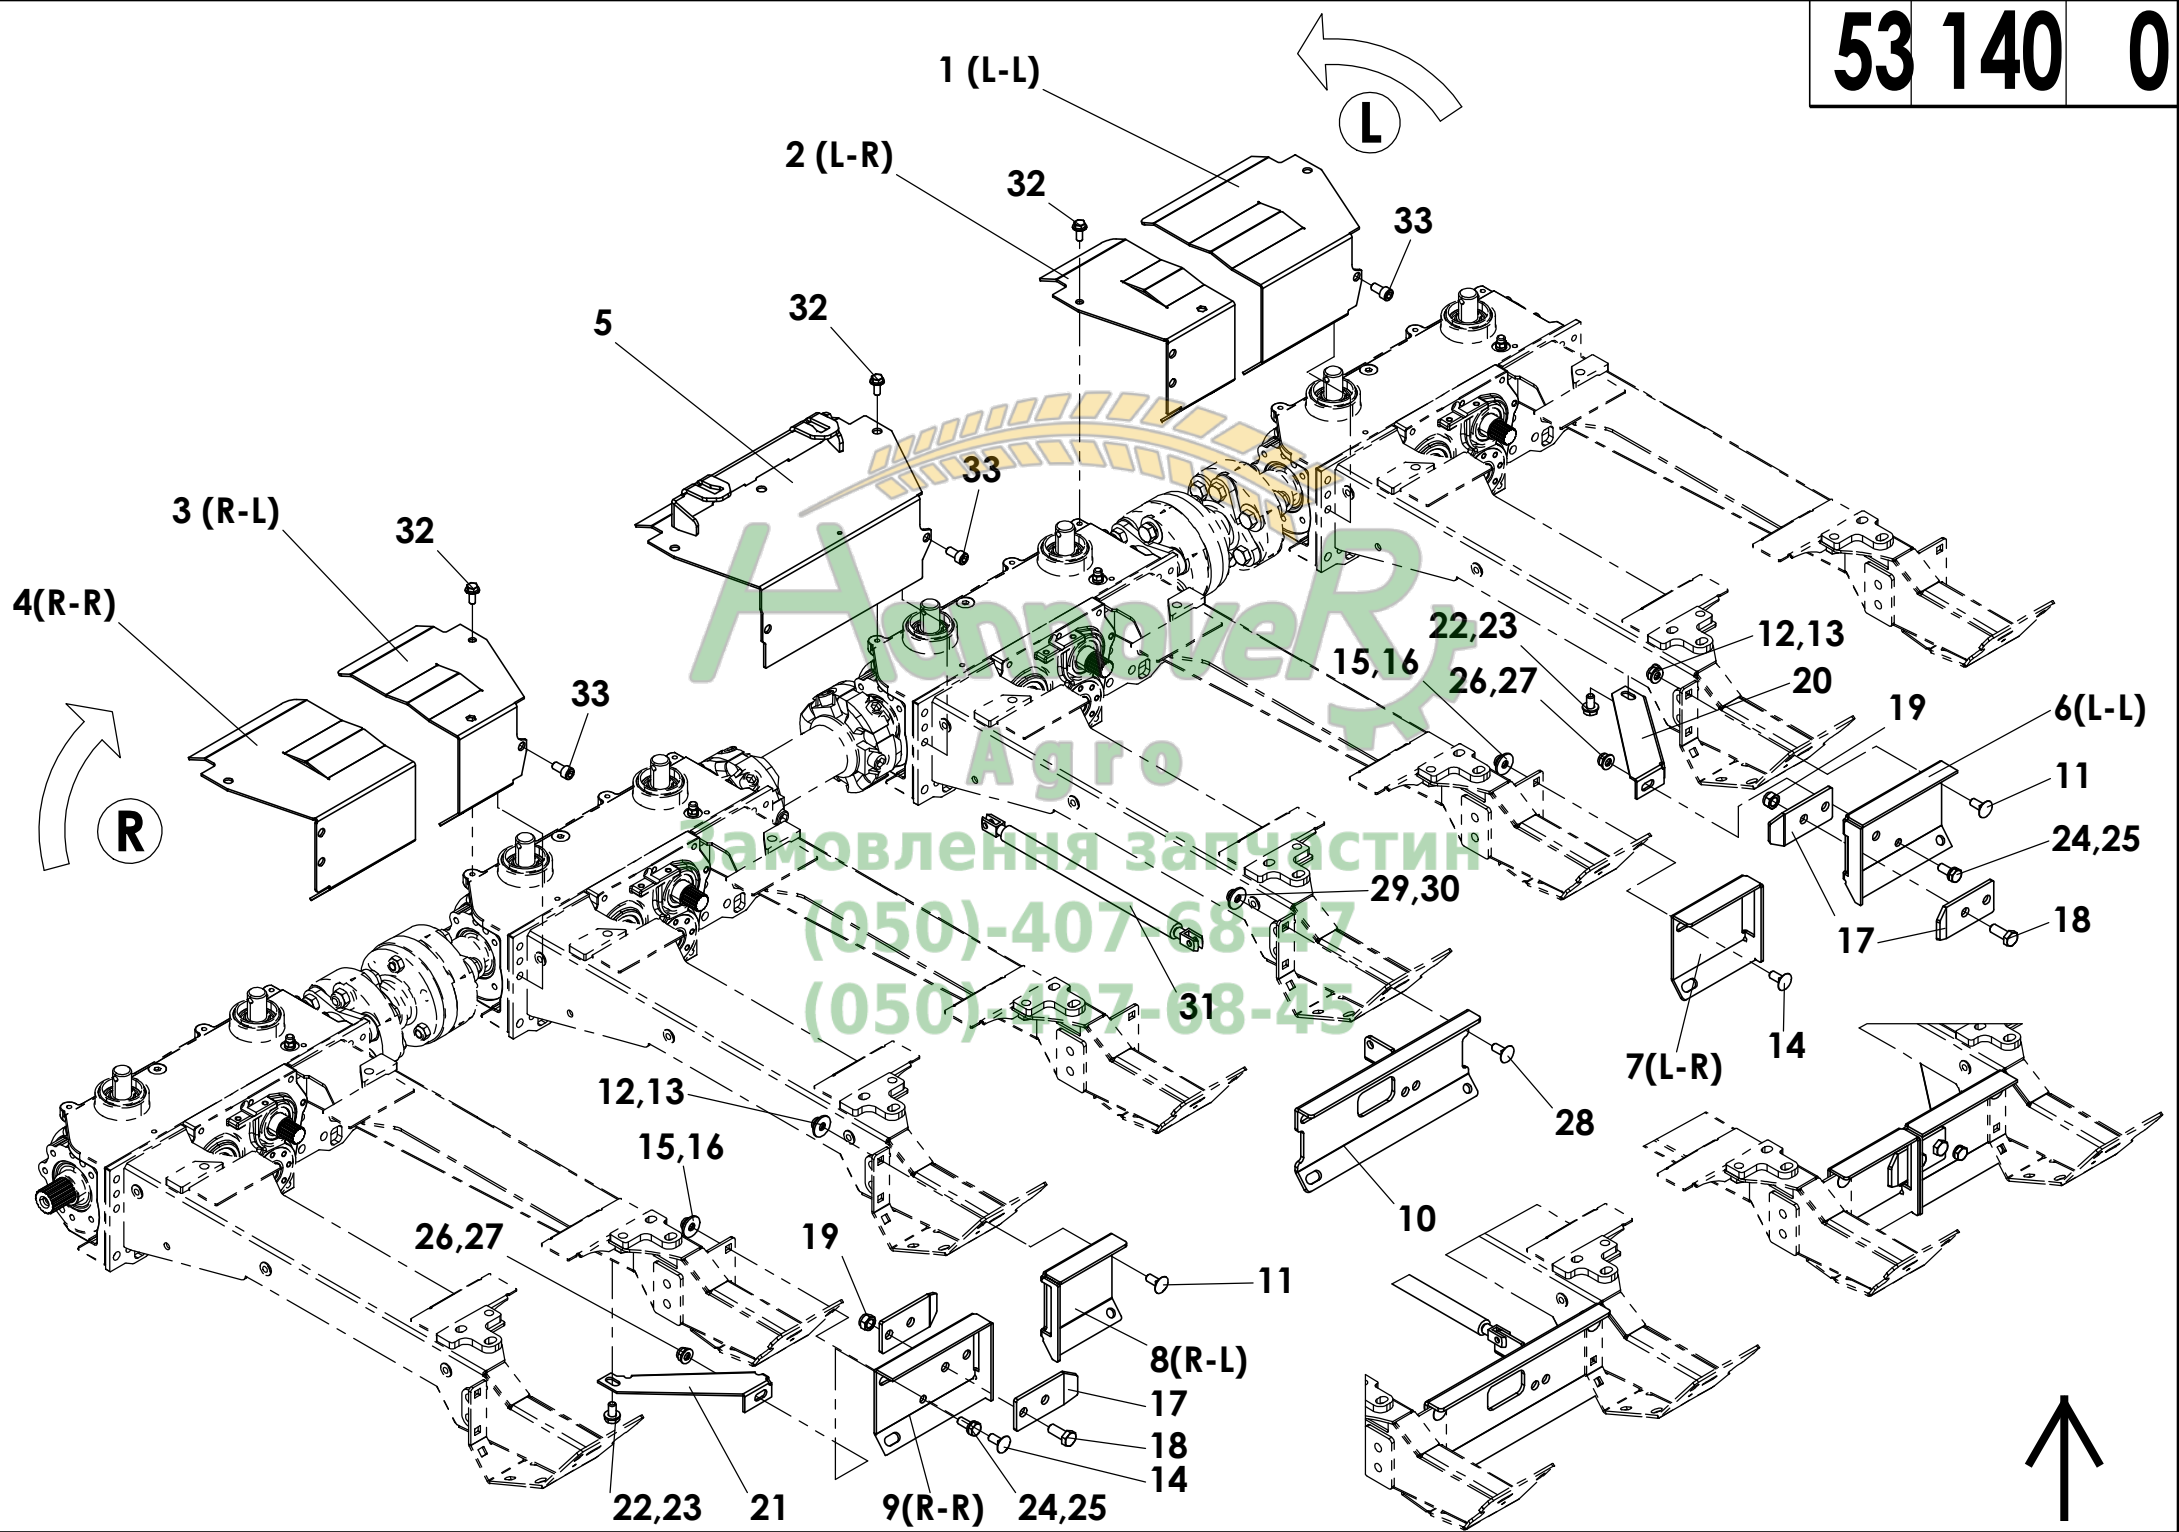 53 140 0
1 (L-L)
L
2 (L-R)
32
33
32
5
33
3 (R-L)
32
4(R-R)
33
R
HannoveR
Agro
Замовлення запчастин
(050)-407-68-47
(050)-407-68-45
22,23
12,13
15,16
26,27
20
19
6(L-L)
11
24,25
29,30
17
18
31
14
7(L-R)
12,13
28
15,16
10
26,27
19
11
8(R-L)
17
18
14
22,23
21
9(R-R)
24,25